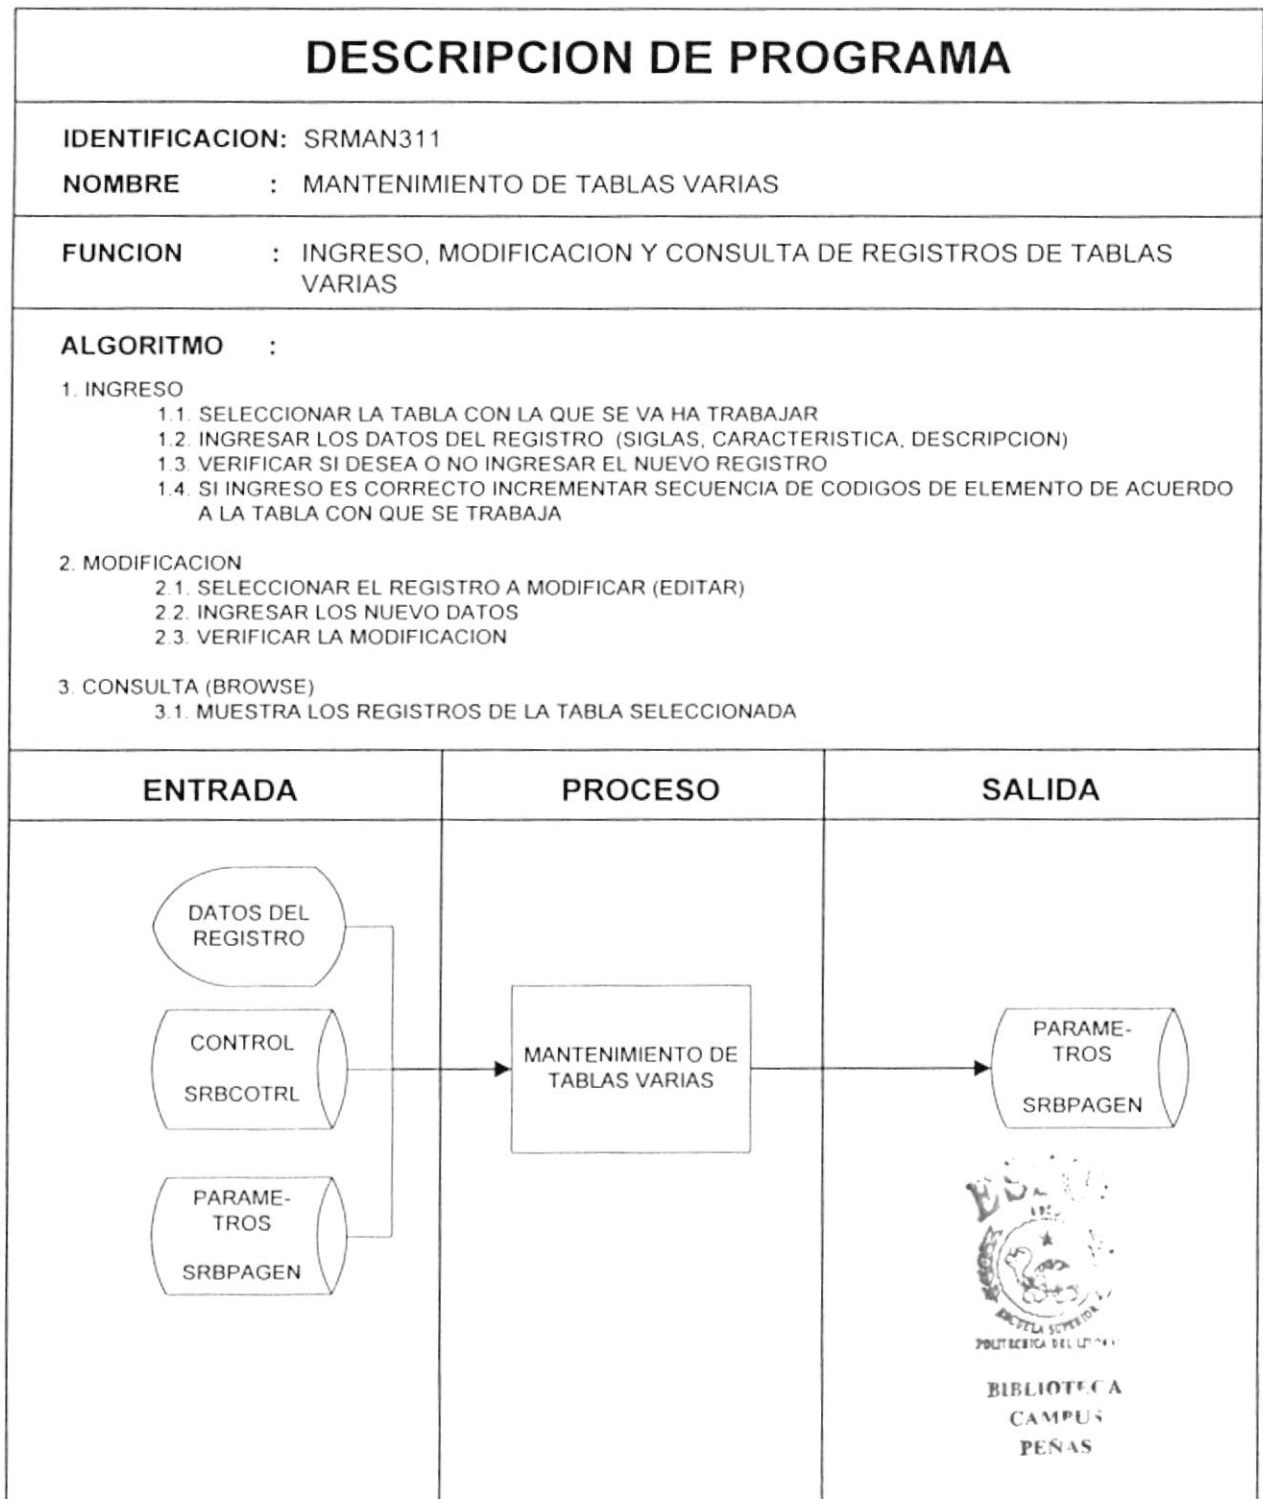 DESCRIPCION DE PROGRAMA
IDENTIFICACION: SRMAN311
NOMBRE : MANTENIMIENTO DE TABLAS VARIAS
FUNCION : INGRESO, MODIFICACION Y CONSULTA DE REGISTROS DE TABLAS
VARIAS
ALGORITMO :
1. INGRESO
1.1. SELECCIONAR LA TABLA CON LA QUE SE VA HA TRABAJAR
1.2. INGRESAR LOS DATOS DEL REGISTRO (SIGLAS, CARACTERISTICA, DESCRIPCION)
1.3. VERIFICAR SI DESEA O NO INGRESAR EL NUEVO REGISTRO
1.4. SI INGRESO ES CORRECTO INCREMENTAR SECUENCIA DE CODIGOS DE ELEMENTO DE ACUERDO
A LA TABLA CON QUE SE TRABAJA
2. MODIFICACION
2.1. SELECCIONAR EL REGISTRO A MODIFICAR (EDITAR)
2.2. INGRESAR LOS NUEVO DATOS
2.3. VERIFICAR LA MODIFICACION
3. CONSULTA (BROWSE)
3.1. MUESTRA LOS REGISTROS DE LA TABLA SELECCIONADA
ENTRADA
PROCESO
SALIDA
DATOS DEL
REGISTRO
CONTROL
SRBCOTRL
PARAME-
TROS
SRBPAGEN
MANTENIMIENTO DE
TABLAS VARIAS
PARAME-
TROS
SRBPAGEN
ESCUELA SUPERIOR
POLITECNICA DEL
BIBLIOTECA
CAMPUS
PEÑAS